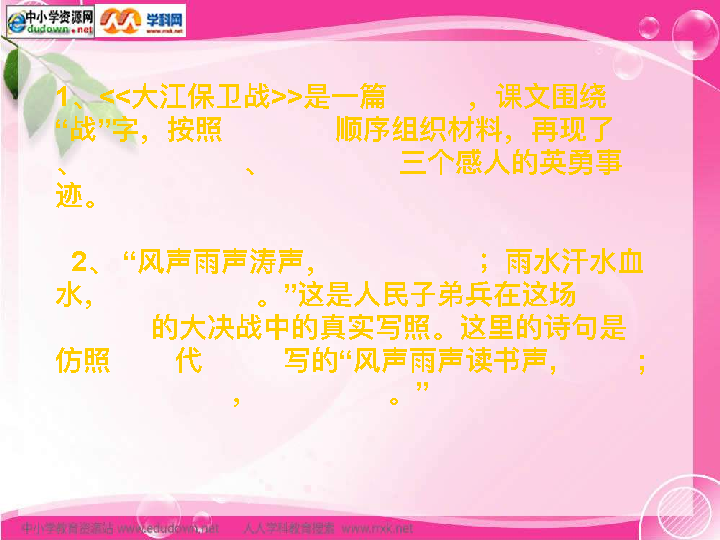 中小学资源网 学科网
edudown.net www.nxk.net
1、<<大江保卫战>>是一篇 ，课文围绕
“战”字，按照 顺序组织材料，再现了
、 、 三个感人的英勇事
迹。
2、“风声雨声涛声， ；雨水汗水血
水， 。”这是人民子弟兵在这场
的大决战中的真实写照。这里的诗句是
仿照 代 写的“风声雨声读书声， ；
， 。”
中小学教育资源站 www.edudown.net 人人学科教育搜索 www.nxk.net